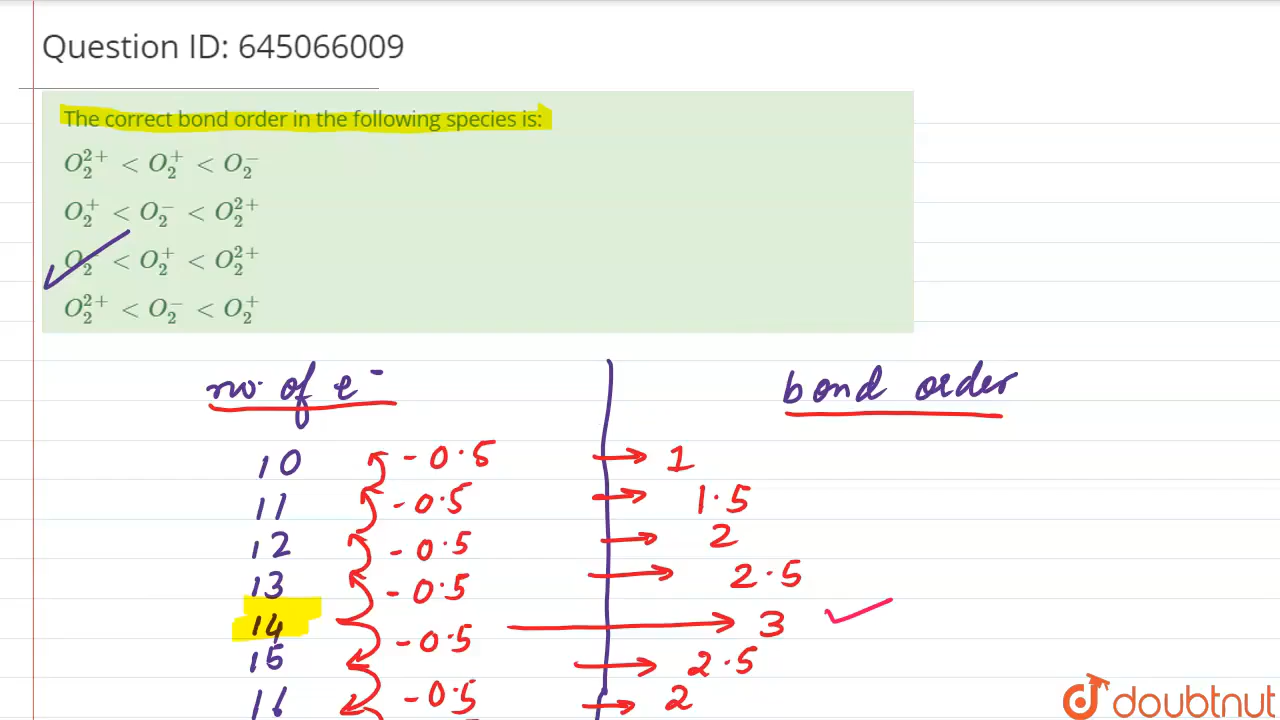 Question ID: 645066009
The correct bond order in the following species is:
O₂²⁺ < O₂⁺ < O₂⁻
O₂⁺ < O₂⁻ < O₂²⁺
O₂⁻ < O₂⁺ < O₂²⁺
O₂²⁺ < O₂⁻ < O₂⁺
no. of e⁻ bond order
10 -0.5 → 1
11 -0.5 → 1.5
12 -0.5 → 2
13 -0.5 → 2.5
14 -0.5 → 3 ✓
15 → 2.5
16 -0.5 → 2
doubtnut